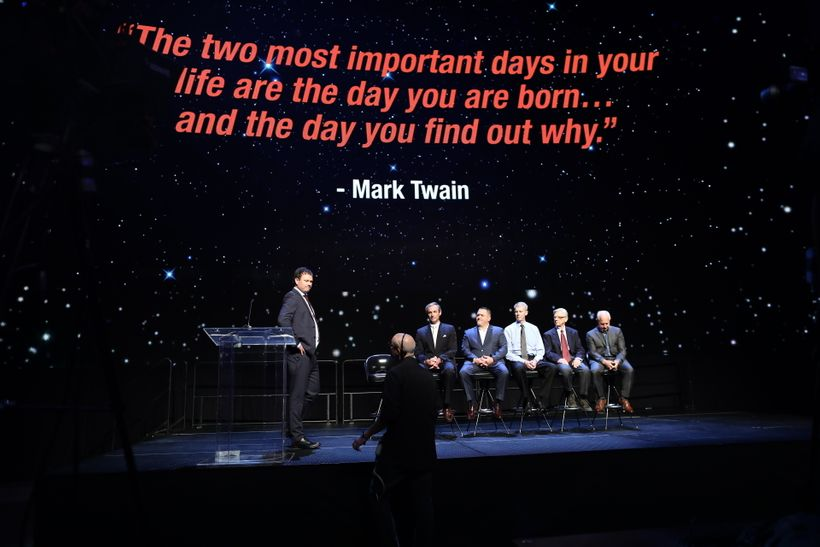 “The two most important days in your
life are the day you are born…
and the day you find out why.”
- Mark Twain